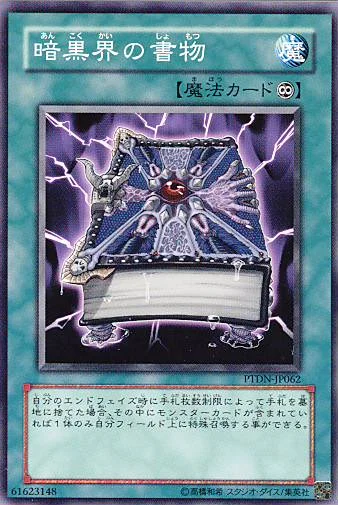 暗黒界の書物
あん こく かい しょ もつ
【魔法カード∞】
ま ほう
魔
PTDN-JP062
自分のエンドフェイズ時に手札枚数制限によって手札を墓
地に捨てた場合、その中にモンスターカードが含まれてい
れば1体のみ自分フィールド上に特殊召喚する事ができる。
61623148
©高橋和希 スタジオ・ダイス/集英社